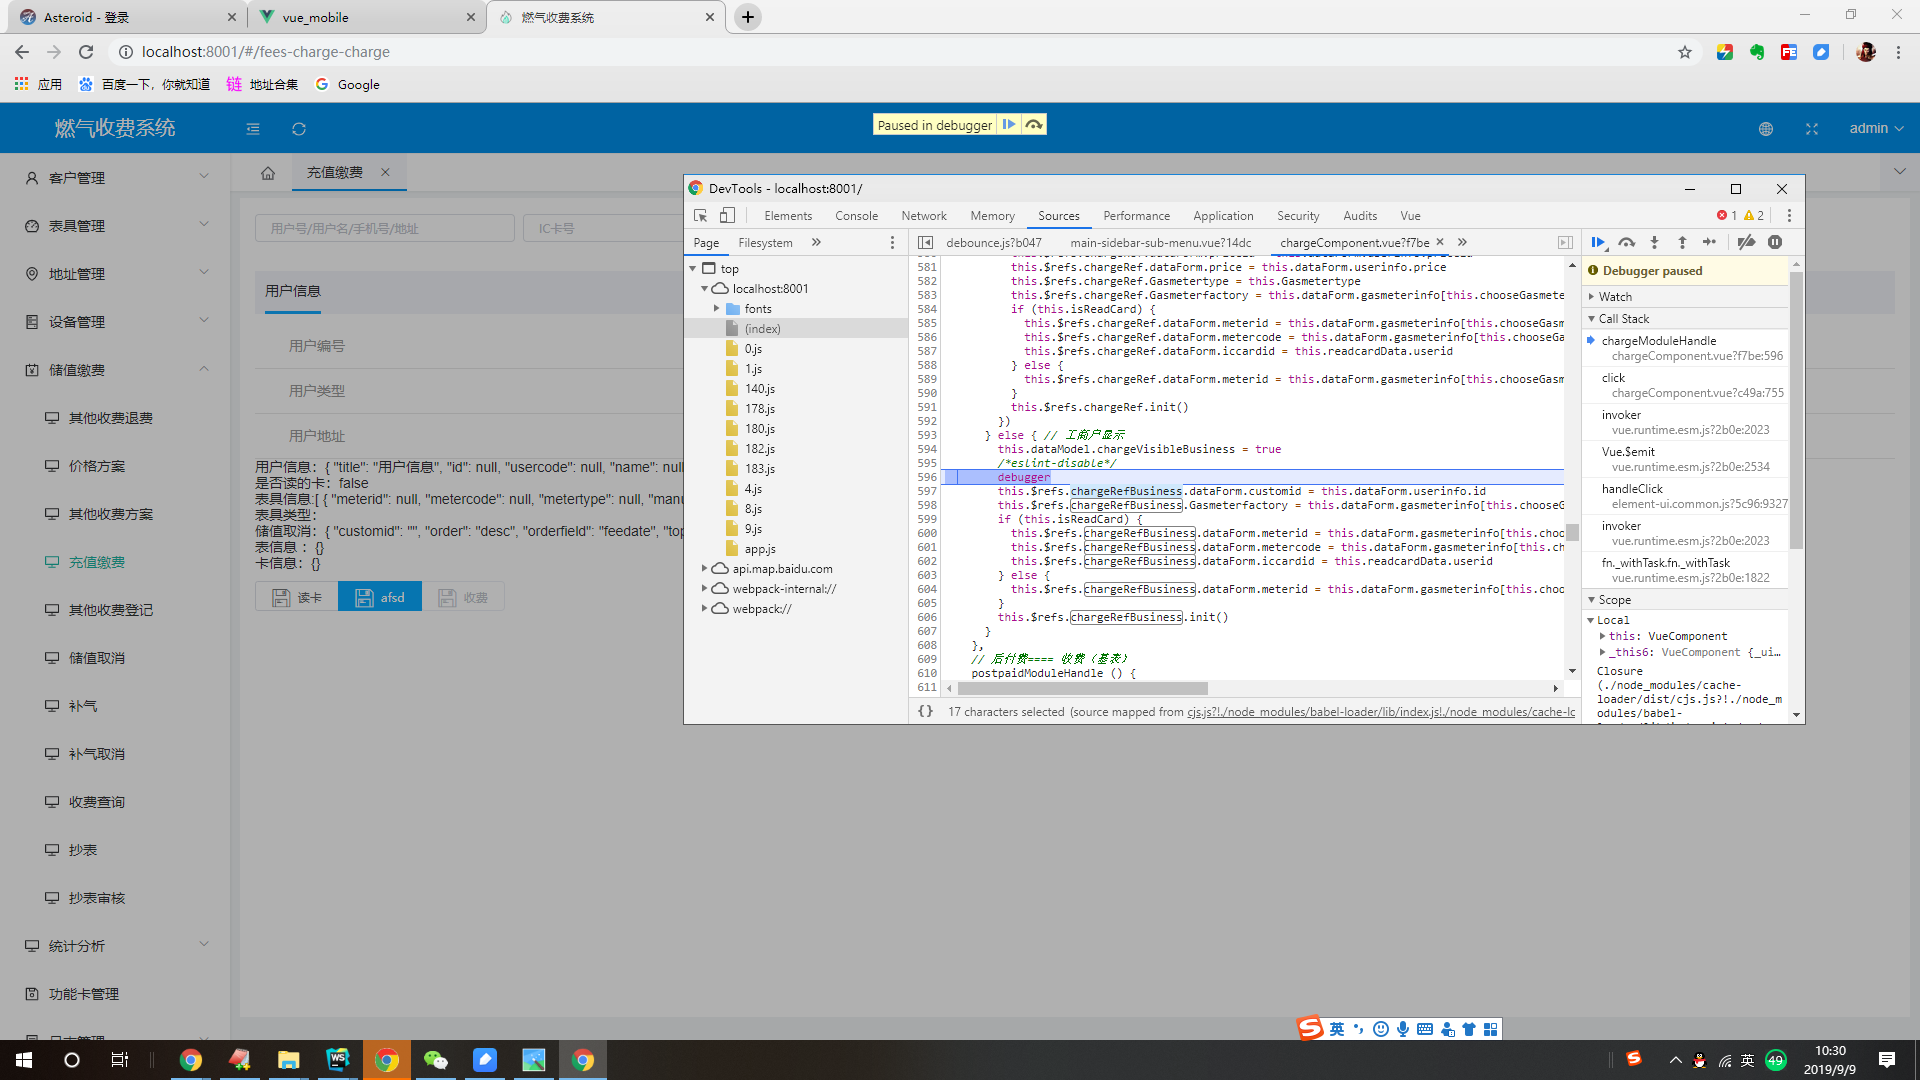 Asteroid - 登录
vue_mobile
燃气收费系统
localhost:8001/#/fees-charge-charge
应用
百度一下，你就知道
链 地址合集
Google
燃气收费系统
Paused in debugger
admin
客户管理
表具管理
地址管理
设备管理
储值缴费
其他收费退费
价格方案
其他收费方案
充值缴费
其他收费登记
储值取消
补气
补气取消
收费查询
抄表
抄表审核
统计分析
功能卡管理
充值缴费
用户号/用户名/手机号/地址
IC卡号
用户信息
用户编号
用户类型
用户地址
用户信息：{ "title": "用户信息", "id": null, "usercode": null, "name": null
是否读的卡：false
表具信息:[ { "meterid": null, "metercode": null, "metertype": null, "manu
表具类型：
储值取消：{ "customid": "", "order": "desc", "orderfield": "feedate", "top
表信息 ：{}
卡信息：{}
读卡
afsd
收费
DevTools - localhost:8001/
Elements Console Network Memory Sources Performance Application Security Audits Vue
1 2
Page Filesystem »
debounce.js?b047 main-sidebar-sub-menu.vue?14dc chargeComponent.vue?f7be × »
top
localhost:8001
fonts
(index)
0.js
1.js
140.js
178.js
180.js
182.js
183.js
4.js
8.js
9.js
app.js
api.map.baidu.com
webpack-internal://
webpack://
581 this.$refs.chargeRef.dataForm.price = this.dataForm.userinfo.price
582 this.$refs.chargeRef.Gasmetertype = this.Gasmetertype
583 this.$refs.chargeRef.Gasmeterfactory = this.dataForm.gasmeterinfo[this.chooseGasmete
584 if (this.isReadCard) {
585 this.$refs.chargeRef.dataForm.meterid = this.dataForm.gasmeterinfo[this.chooseGasm
586 this.$refs.chargeRef.dataForm.metercode = this.dataForm.gasmeterinfo[this.chooseGa
587 this.$refs.chargeRef.dataForm.iccardid = this.readcardData.userid
588 } else {
589 this.$refs.chargeRef.dataForm.meterid = this.dataForm.gasmeterinfo[this.chooseGasm
590 }
591 this.$refs.chargeRef.init()
592 })
593 } else { // 工商户显示
594 this.dataModel.chargeVisibleBusiness = true
595 /*eslint-disable*/
596 debugger
597 this.$refs.chargeRefBusiness.dataForm.customid = this.dataForm.userinfo.id
598 this.$refs.chargeRefBusiness.Gasmeterfactory = this.dataForm.gasmeterinfo[this.chooseG
599 if (this.isReadCard) {
600 this.$refs.chargeRefBusiness.dataForm.meterid = this.dataForm.gasmeterinfo[this.choo
601 this.$refs.chargeRefBusiness.dataForm.metercode = this.dataForm.gasmeterinfo[this.ch
602 this.$refs.chargeRefBusiness.dataForm.iccardid = this.readcardData.userid
603 } else {
604 this.$refs.chargeRefBusiness.dataForm.meterid = this.dataForm.gasmeterinfo[this.choo
605 }
606 this.$refs.chargeRefBusiness.init()
607 }
608 },
609 // 后付费==== 收费（基表）
610 postpaidModuleHandle () {
611
{} 17 characters selected (source mapped from cjs.js?!./node_modules/babel-loader/lib/index.js!./node_modules/cache-lc
Debugger paused
Watch
Call Stack
chargeModuleHandle
chargeComponent.vue?f7be:596
click
chargeComponent.vue?c49a:755
invoker
vue.runtime.esm.js?2b0e:2023
Vue.$emit
vue.runtime.esm.js?2b0e:2534
handleClick
element-ui.common.js?5c96:9327
invoker
vue.runtime.esm.js?2b0e:2023
fn._withTask.fn._withTask
vue.runtime.esm.js?2b0e:1822
Scope
Local
this: VueComponent
_this6: VueComponent {_ui…
Closure
(./node_modules/cache-
loader/dist/cjs.js?!./node_m
odules/babel-
英
英
49
10:30
2019/9/9